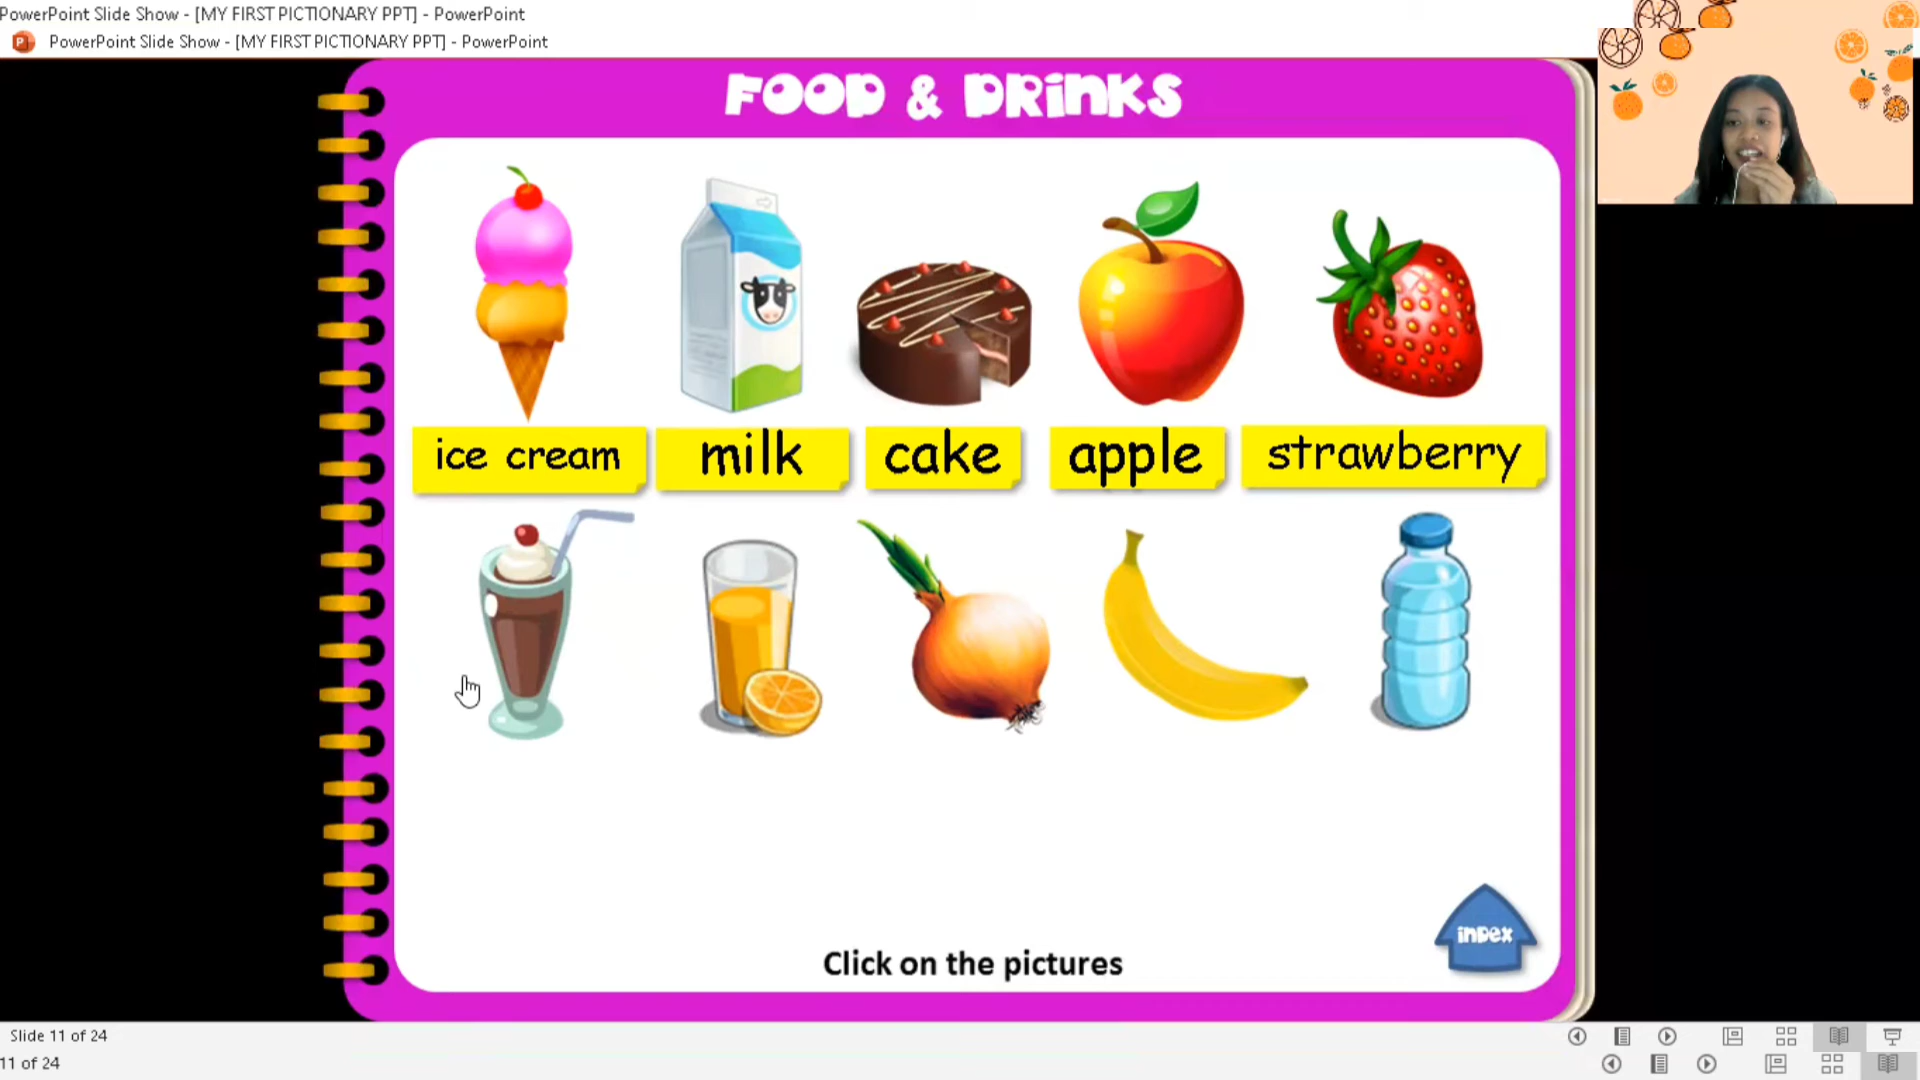 PowerPoint Slide Show - [MY FIRST PICTIONARY PPT] - PowerPoint
PowerPoint Slide Show - [MY FIRST PICTIONARY PPT] - PowerPoint
FOOD & DRINKS
ice cream milk cake apple strawberry
INDEX
Click on the pictures
Slide 11 of 24
11 of 24